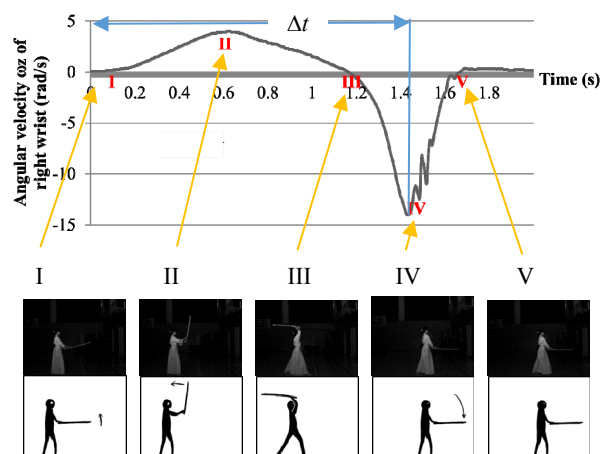 5
Δt
II
0
I
III
V
Time (s)
0
0.2
0.4
0.6
0.8
1
1.2
1.4
1.6
1.8
-5
-10
-15
IV
Angular velocity oz of
right wrist (rad/s)
I
II
III
IV
V